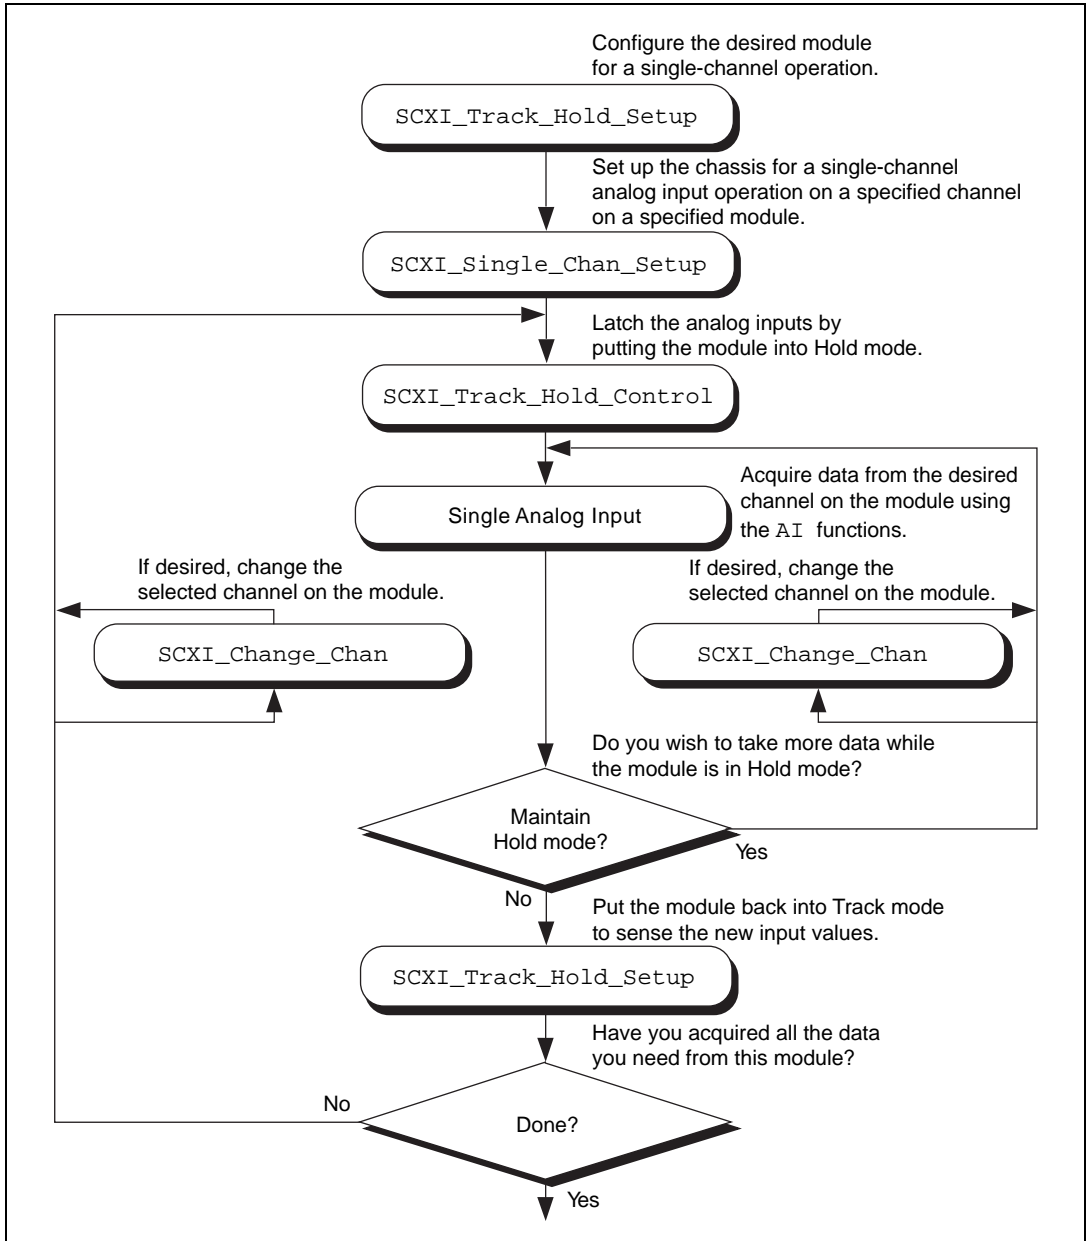 Configure the desired module
for a single-channel operation.
SCXI_Track_Hold_Setup
Set up the chassis for a single-channel
analog input operation on a specified channel
on a specified module.
SCXI_Single_Chan_Setup
Latch the analog inputs by
putting the module into Hold mode.
SCXI_Track_Hold_Control
Acquire data from the desired
channel on the module using
the AI functions.
Single Analog Input
If desired, change the
selected channel on the module.
SCXI_Change_Chan
If desired, change the
selected channel on the module.
SCXI_Change_Chan
Do you wish to take more data while
the module is in Hold mode?
Maintain
Hold mode?
Yes
No
Put the module back into Track mode
to sense the new input values.
SCXI_Track_Hold_Setup
Have you acquired all the data
you need from this module?
No
Done?
Yes